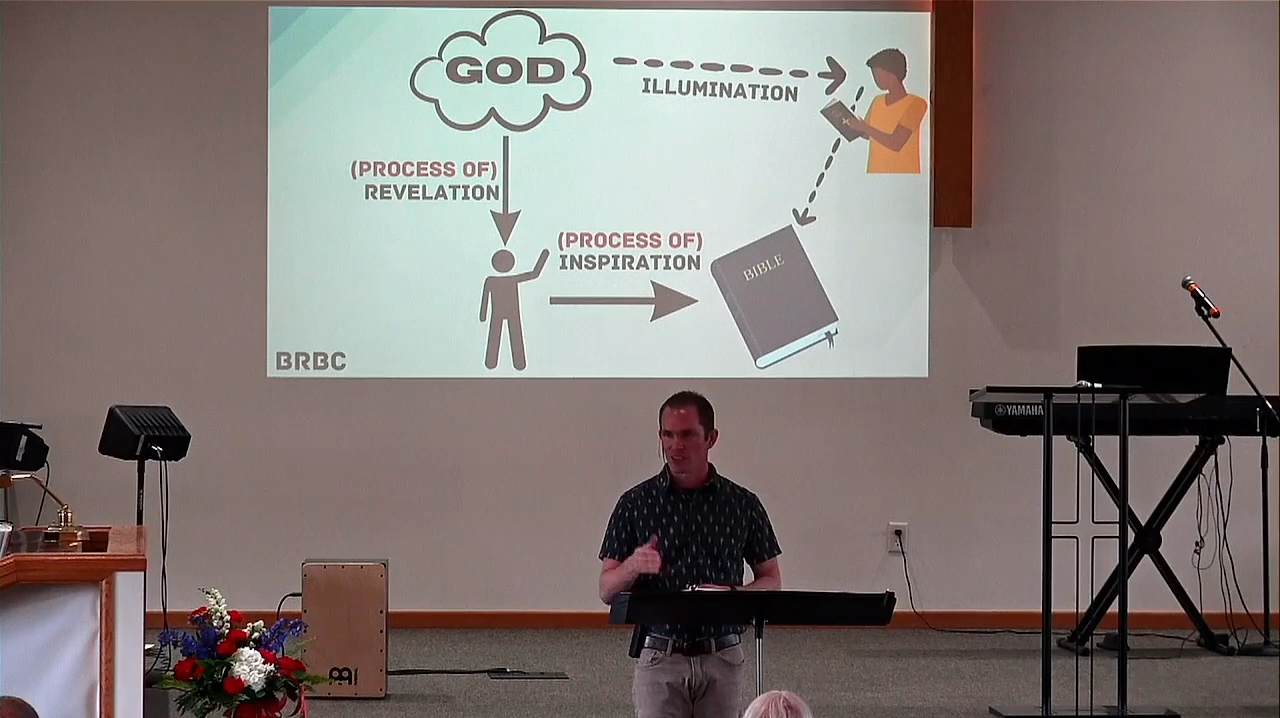 GOD
ILLUMINATION
(PROCESS OF)
REVELATION
(PROCESS OF)
INSPIRATION
BIBLE
BRBC
YAMAHA